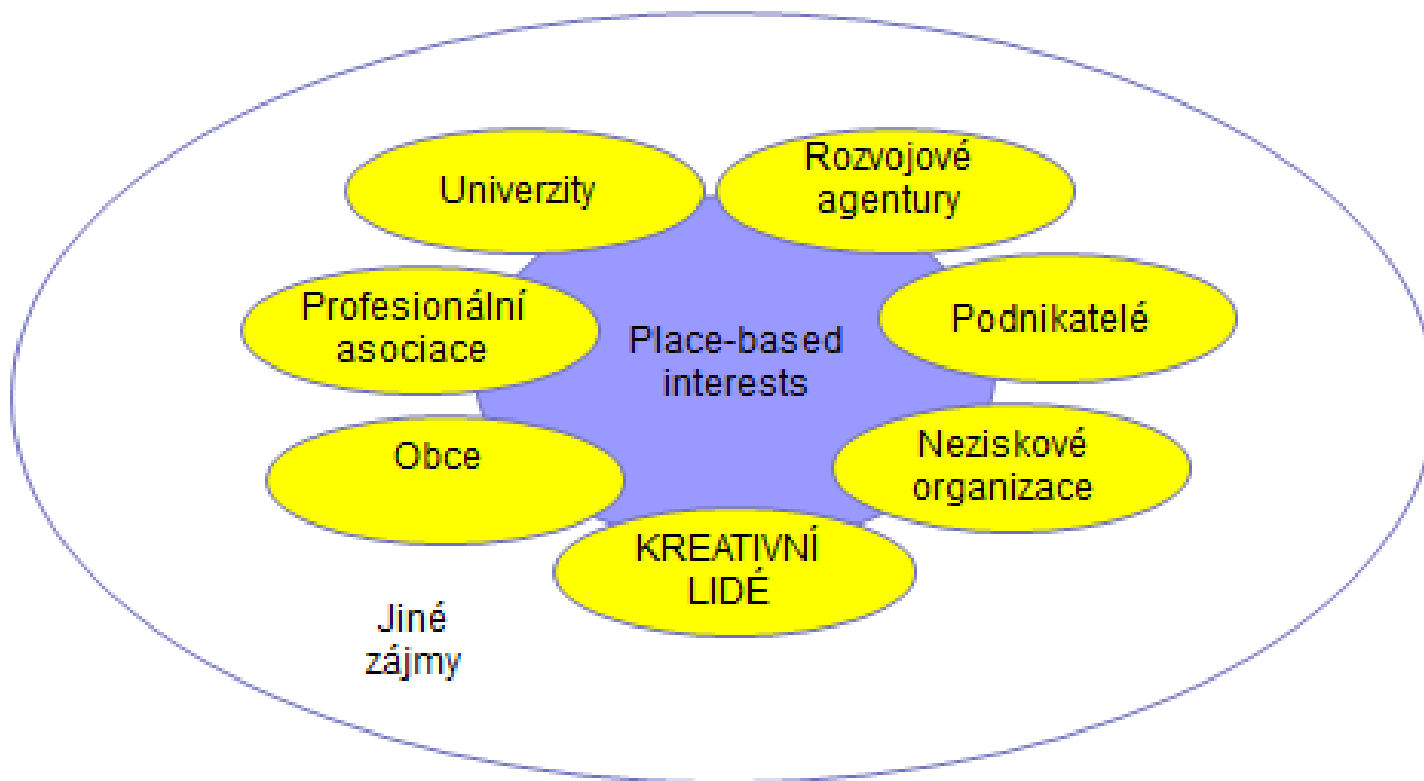 Univerzity
Rozvojové
agentury
Profesionální
asociace
Place-based
interests
Podnikatelé
Obce
Neziskové
organizace
KREATIVNÍ
LIDÉ
Jiné
zájmy